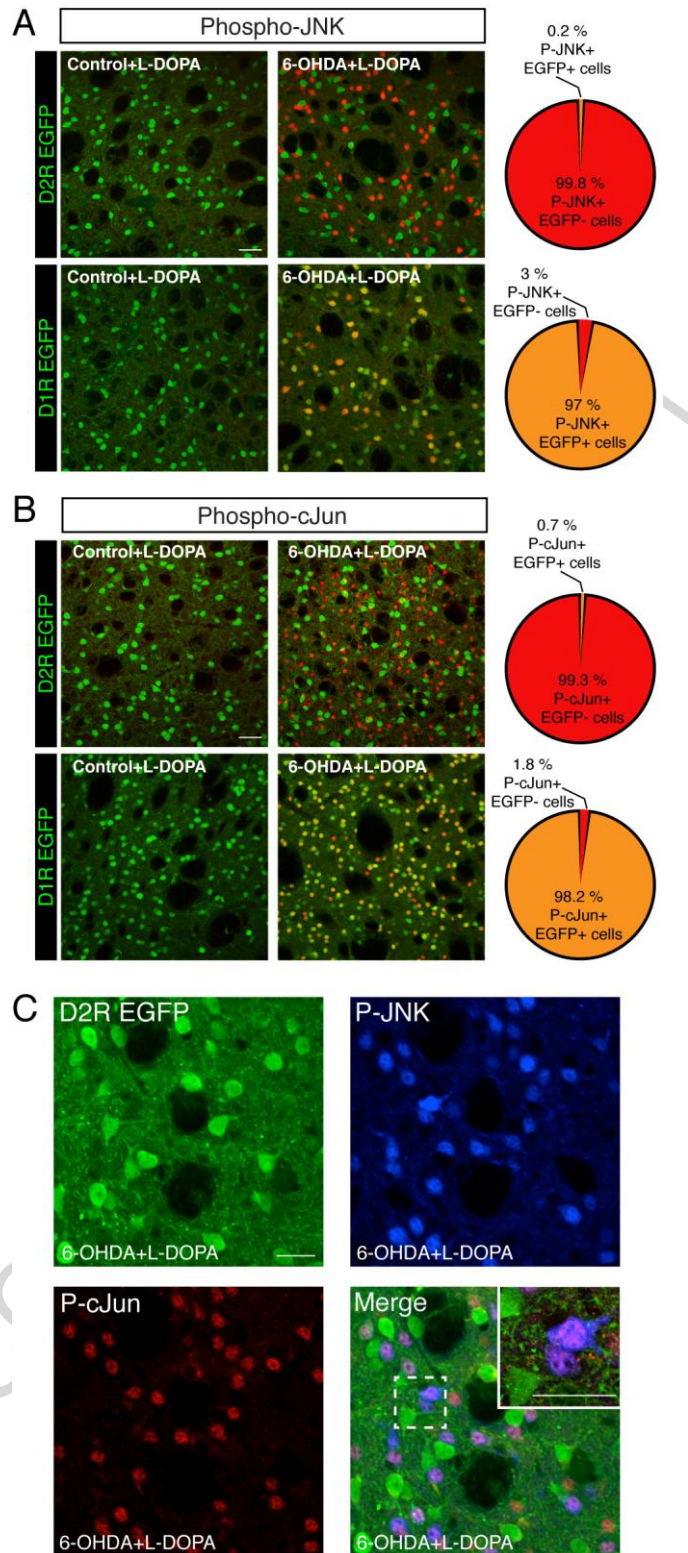 A
Phospho-JNK
Control+L-DOPA
6-OHDA+L-DOPA
D2R EGFP
0.2 %
P-JNK+
EGFP+ cells
99.8 %
P-JNK+
EGFP- cells
Control+L-DOPA
6-OHDA+L-DOPA
D1R EGFP
3 %
P-JNK+
EGFP- cells
97 %
P-JNK+
EGFP+ cells
B
Phospho-cJun
Control+L-DOPA
6-OHDA+L-DOPA
D2R EGFP
0.7 %
P-cJun+
EGFP+ cells
99.3 %
P-cJun+
EGFP- cells
Control+L-DOPA
6-OHDA+L-DOPA
D1R EGFP
1.8 %
P-cJun+
EGFP- cells
98.2 %
P-cJun+
EGFP+ cells
C
D2R EGFP
6-OHDA+L-DOPA
P-JNK
6-OHDA+L-DOPA
P-cJun
6-OHDA+L-DOPA
Merge
6-OHDA+L-DOPA